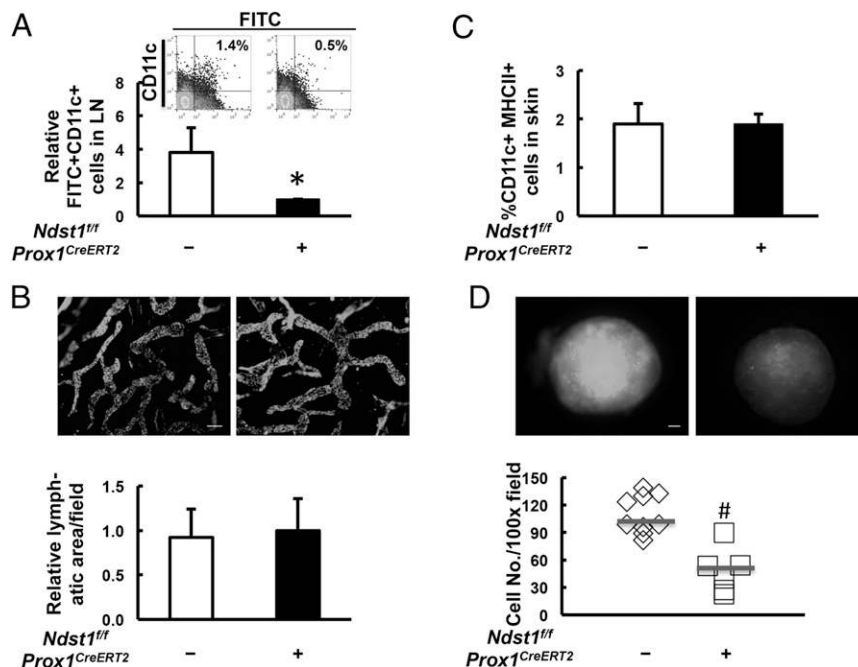 A
FITC
CD11c
1.4%
0.5%
Relative
FITC+CD11c+
cells in LN
8
6
4
2
0
*
Ndst1f/f
Prox1CreERT2
– +
B
Relative lymph-
atic area/field
1.5
1.0
0.5
0.0
Ndst1f/f
Prox1CreERT2
– +
C
%CD11c+ MHCII+
cells in skin
3
2
1
0
Ndst1f/f
Prox1CreERT2
– +
D
Cell No./100x field
150
120
90
60
30
0
#
Ndst1f/f
Prox1CreERT2
– +